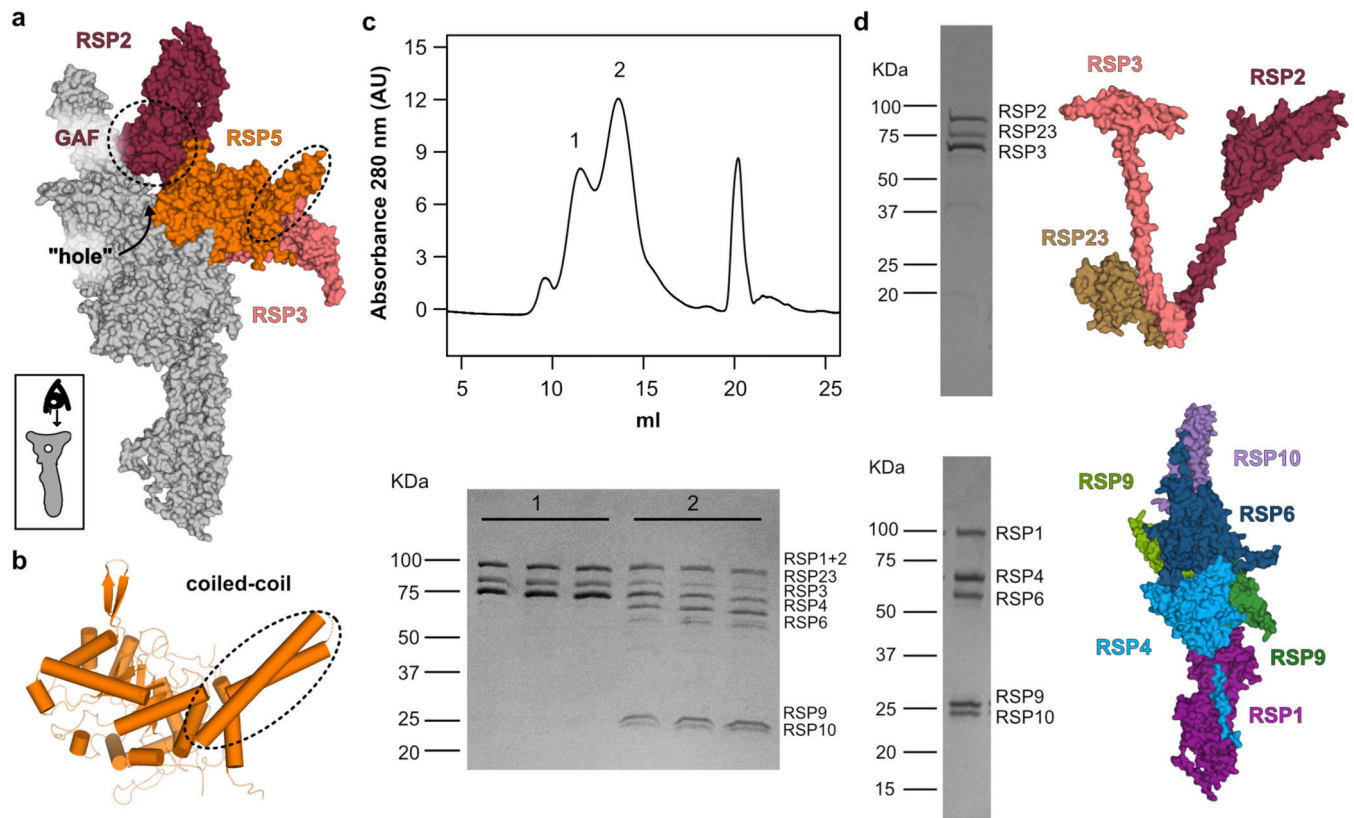 a
RSP2
GAF
RSP5
"hole"
RSP3
b
coiled-coil
c
Absorbance 280 nm (AU)
15
12
9
6
3
0
1
2
5
10
15
20
25
ml
KDa
100
75
50
37
25
20
1
2
RSP1+2
RSP23
RSP3
RSP4
RSP6
RSP9
RSP10
d
KDa
100
75
50
37
25
20
RSP2
RSP23
RSP3
RSP3
RSP2
RSP23
KDa
100
75
50
37
25
20
15
RSP1
RSP4
RSP6
RSP9
RSP10
RSP10
RSP9
RSP6
RSP4
RSP9
RSP1